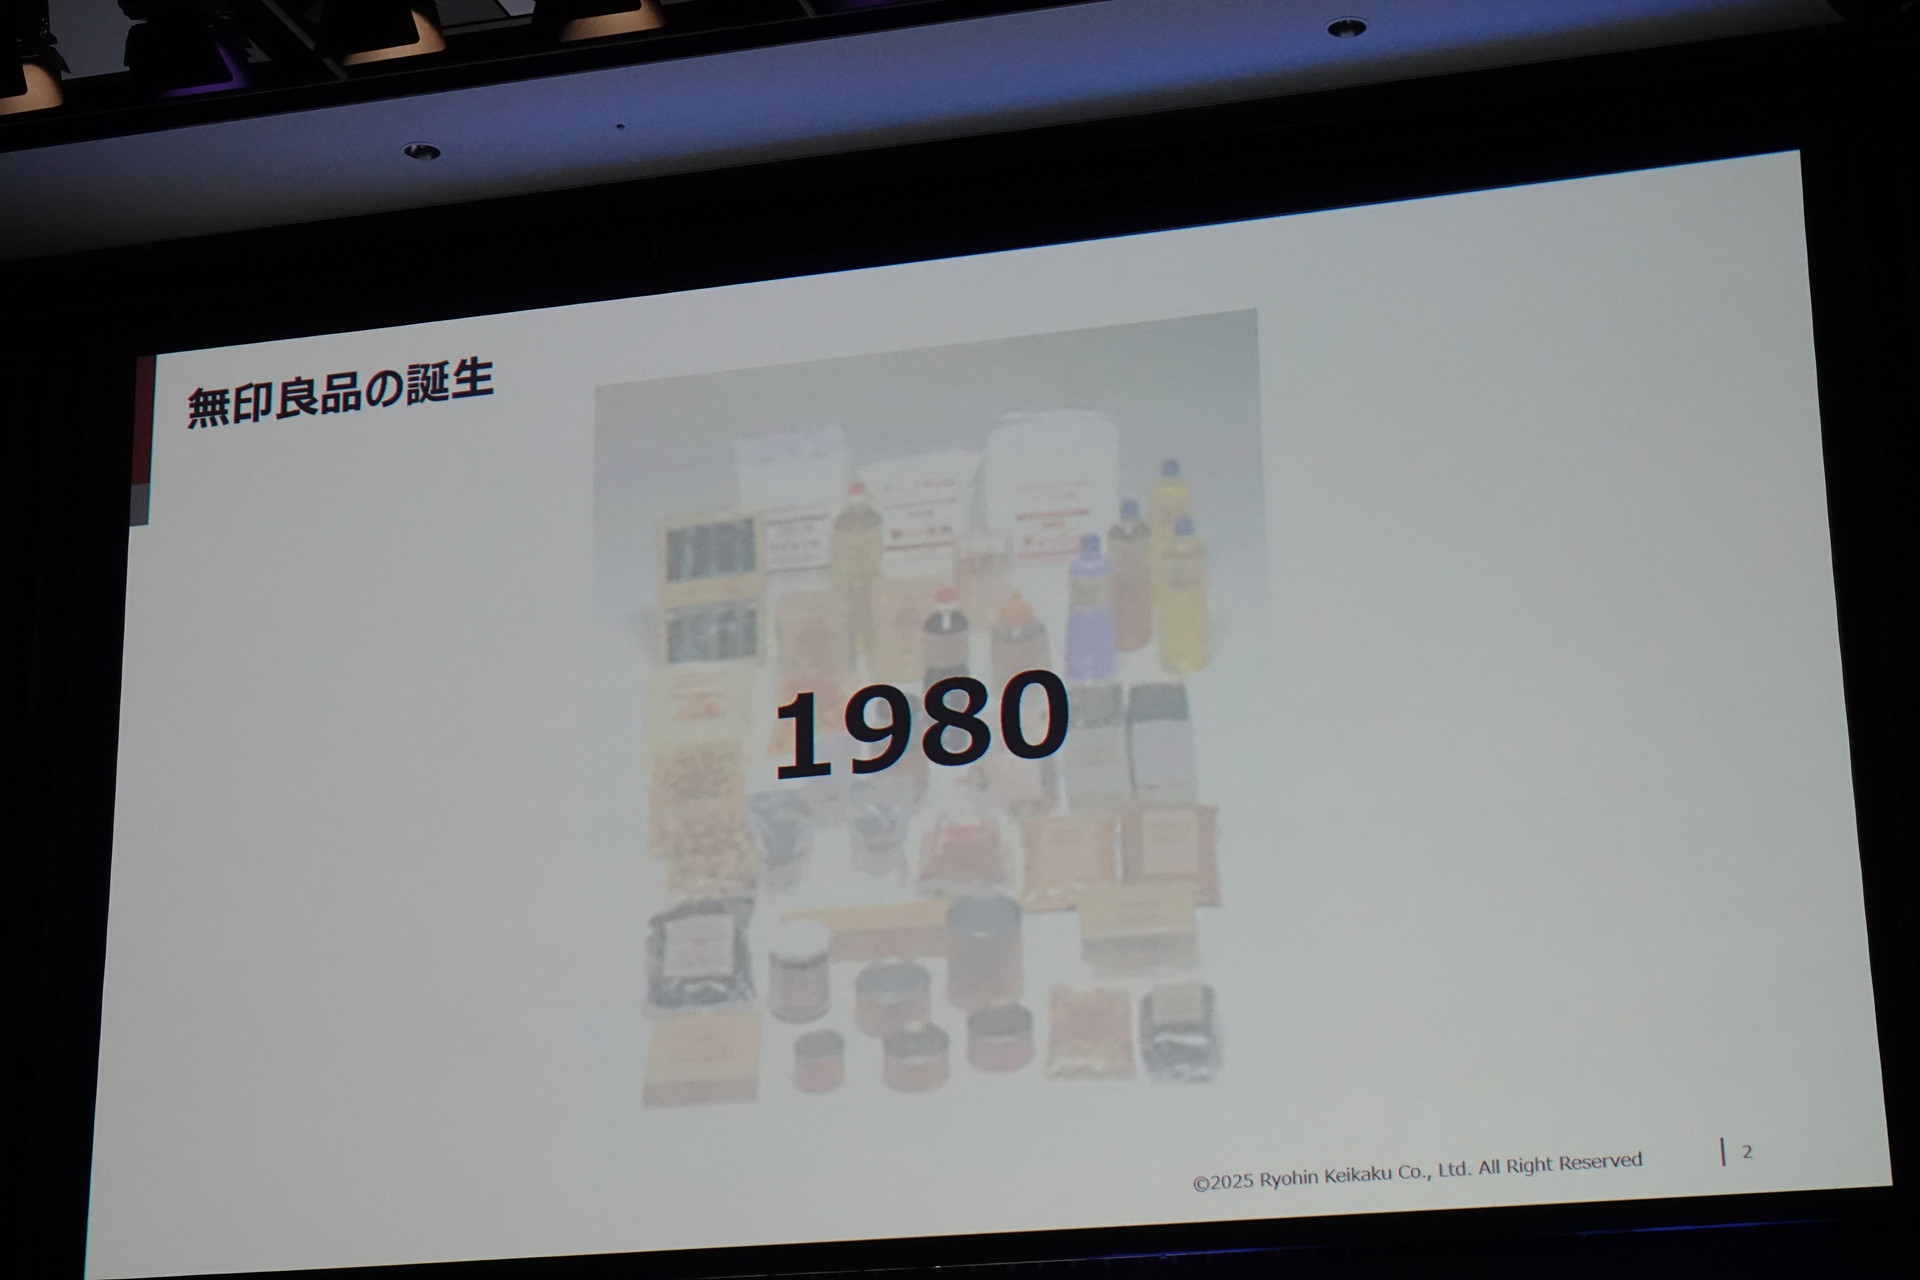 無印良品の誕生
1980
©2025 Ryohin Keikaku Co., Ltd. All Right Reserved
2